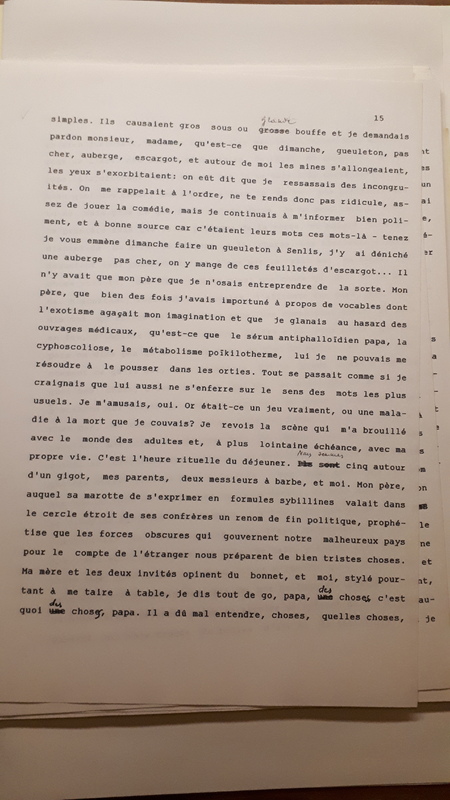 15
simples. Ils causaient gros sous ou grosse bouffe et je demandais
pardon monsieur, madame, qu'est-ce que dimanche, gueuleton, pas
cher, auberge, escargot, et autour de moi les mines s'allongeaient,
les yeux s'exorbitaient: on eût dit que je ressassais des incongru-
ités. On me rappelait à l'ordre, ne te rends donc pas ridicule, as-
sez de jouer la comédie, mais je continuais à m'informer bien poli-
ment, et à bonne source car c'étaient leurs mots ces mots-là - tenez
je vous emmène dimanche faire un gueuleton à Senlis, j'y ai déniché
une auberge pas cher, on y mange de ces feuilletés d'escargot... Il
n'y avait que mon père que je n'osais entreprendre de la sorte. Mon
père, que bien des fois j'avais importuné à propos de vocables dont
l'exotisme agaçait mon imagination et que je glanais au hasard des
ouvrages médicaux, qu'est-ce que le sérum antiphalloïdien papa, la
cyphoscoliose, le métabolisme poïkilotherme, lui je ne pouvais me
résoudre à le pousser dans les orties. Tout se passait comme si je
craignais que lui aussi ne s'enferre sur le sens des mots les plus
usuels. Je m'amusais, oui. Or était-ce un jeu vraiment, ou une mala-
die à la mort que je couvais? Je revois la scène qui m'a brouillé
avec le monde des adultes et, à plus lointaine échéance, avec ma
Nous sommes
propre vie. C'est l'heure rituelle du déjeuner. Ils sont cinq autour
d'un gigot, mes parents, deux messieurs à barbe, et moi. Mon père,
auquel sa marotte de s'exprimer en formules sybillines valait dans
le cercle étroit de ses confrères un renom de fin politique, prophé-
tise que les forces obscures qui gouvernent notre malheureux pays
pour le compte de l'étranger nous préparent de bien tristes choses.
Ma mère et les deux invités opinent du bonnet, et moi, stylé pour-
des
tant à me taire à table, je dis tout de go, papa, une choses c'est
des
quoi une choses, papa. Il a dû mal entendre, choses, quelles choses,